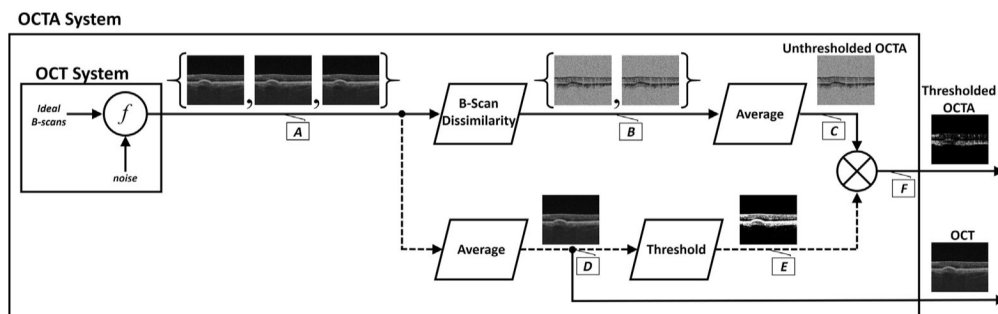 OCTA System
OCT System
Ideal
B-scans
f
noise
{
,
,
}
A
B-Scan
Dissimilarity
{
,
}
B
Average
Unthresholded OCTA
C
Thresholded
OCTA
F
Average
D
Threshold
E
OCT